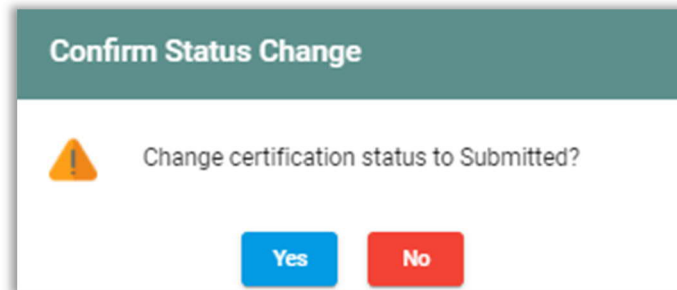 Confirm Status Change
Change certification status to Submitted?
Yes No